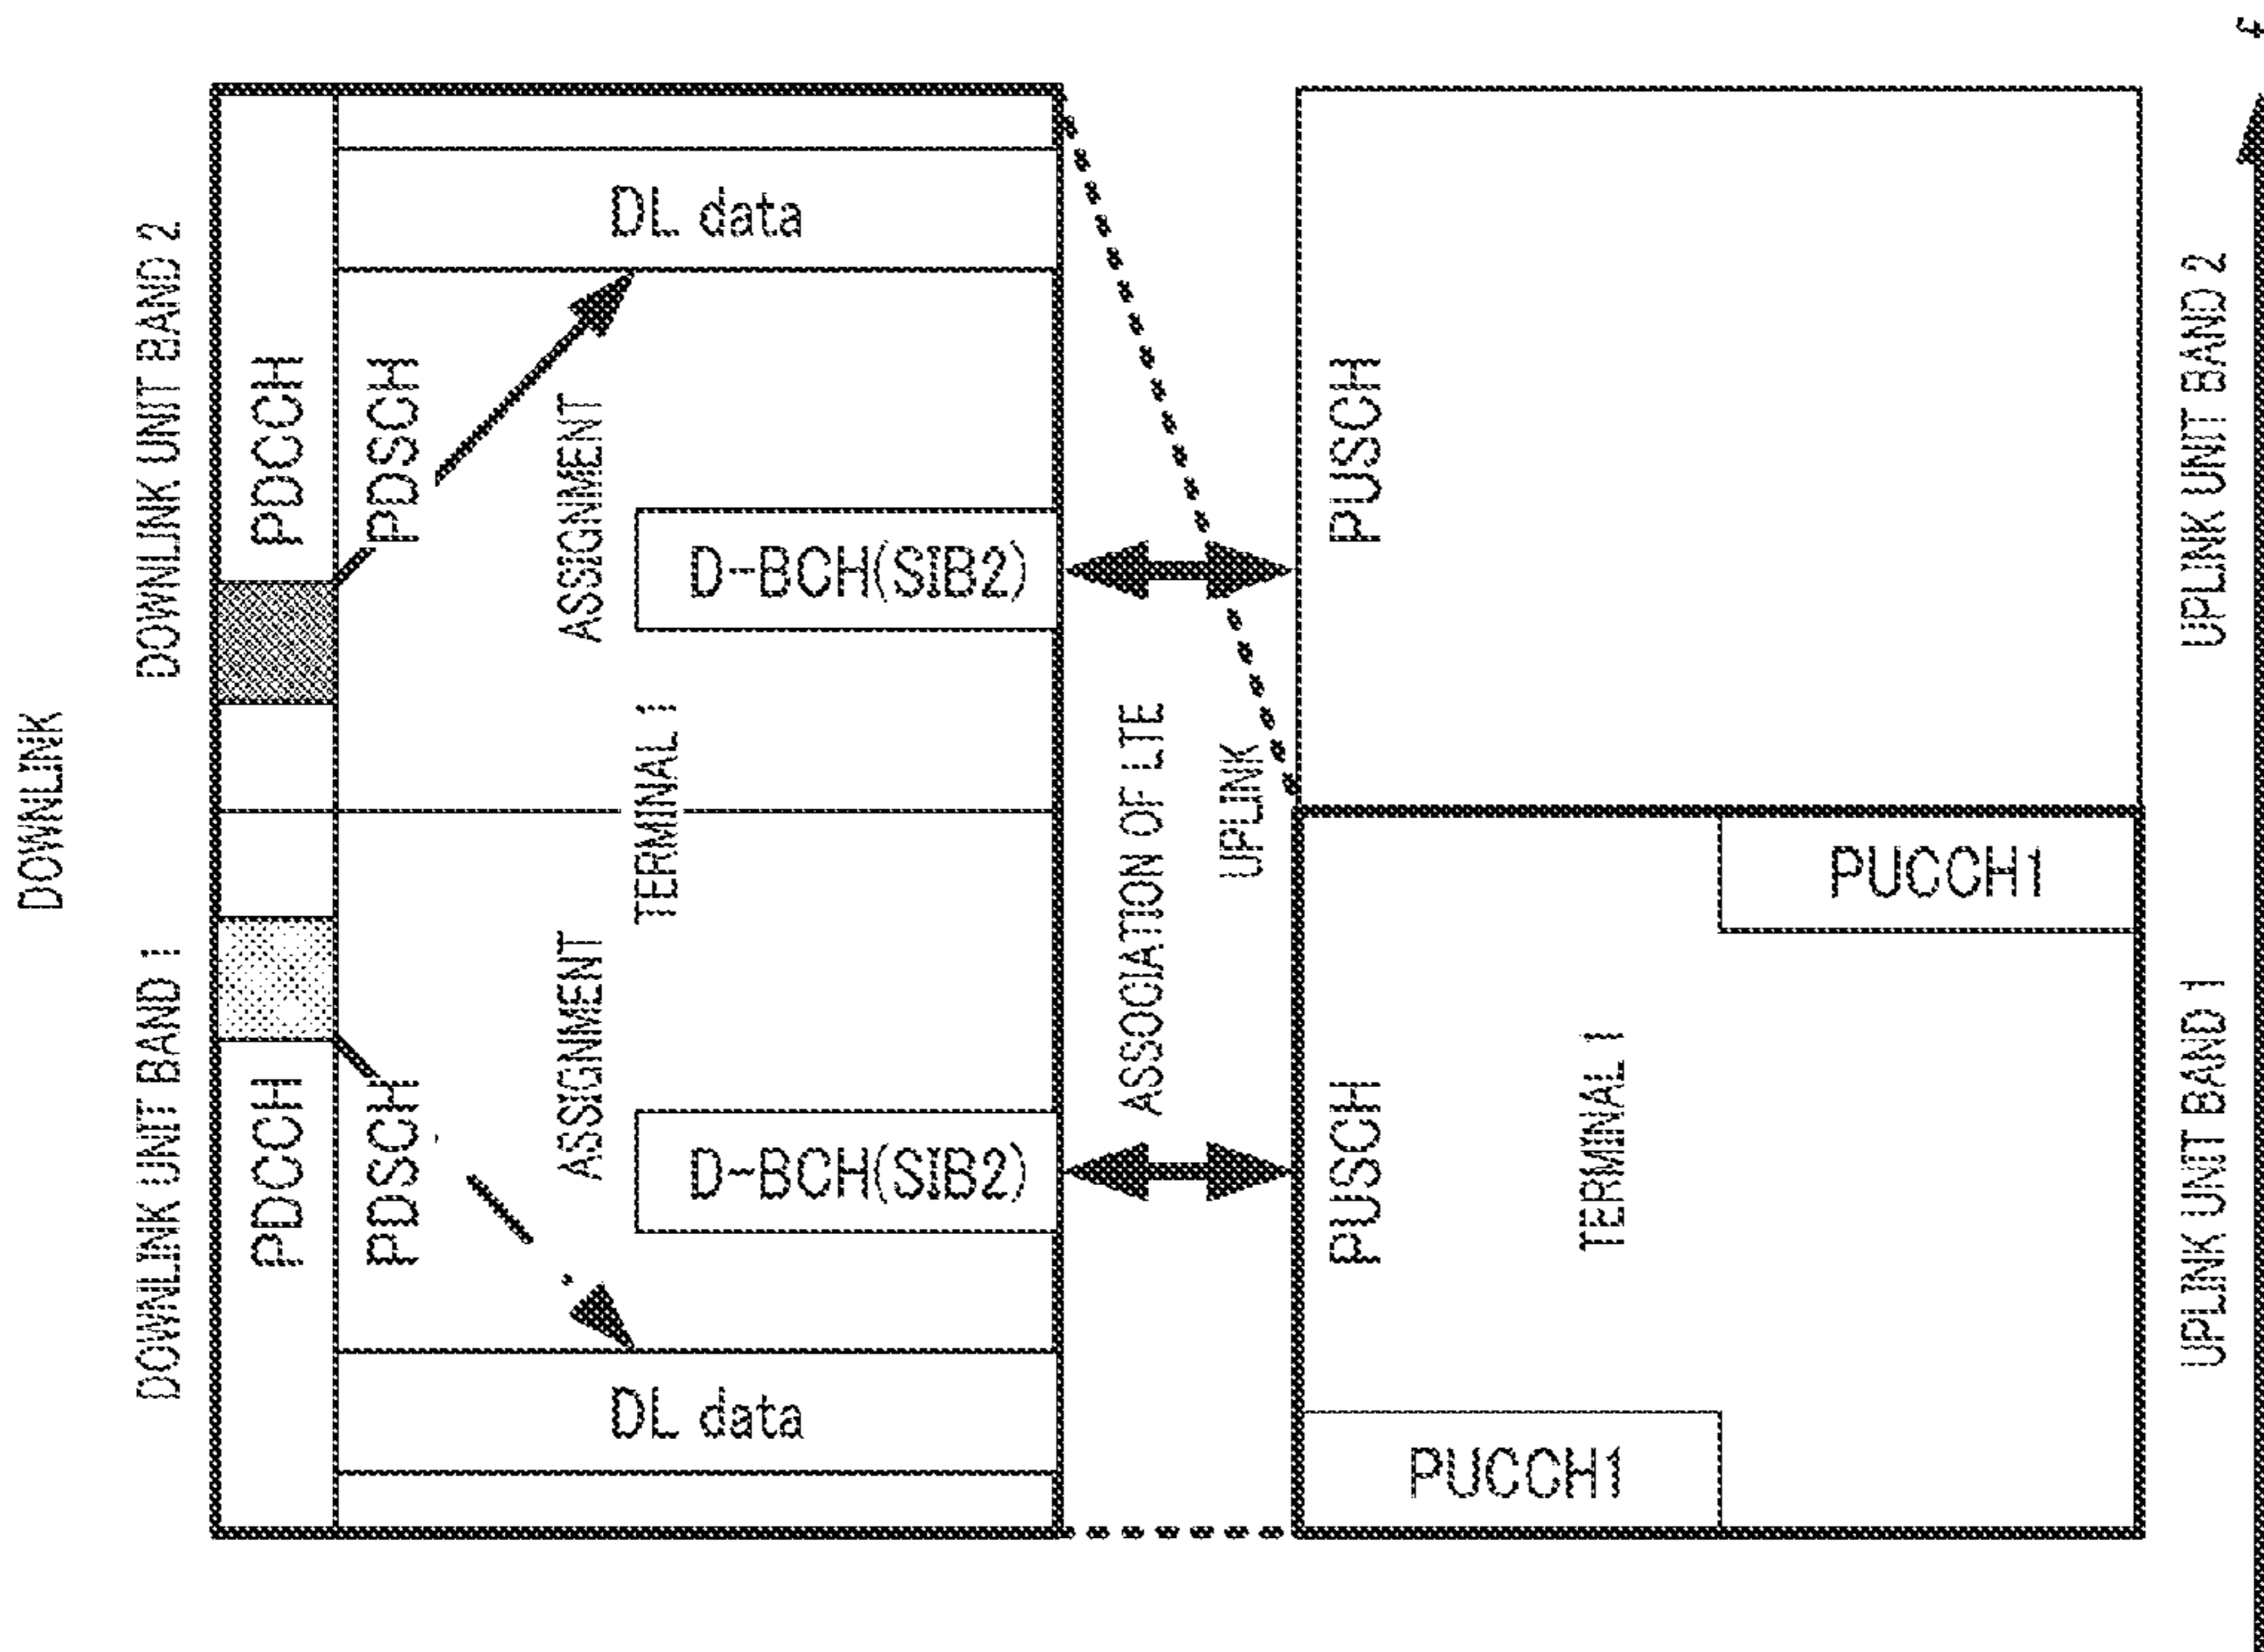 DOWNLINK
DOWNLINK UNIT BAND 1
DOWNLINK UNIT BAND 2
PDCCH
PDCCH
PDSCH
PDSCH
ASSIGNMENT
ASSIGNMENT
DL data
D-BCH(SIB2)
TERMINAL 1
D-BCH(SIB2)
DL data
ASSOCIATION OF LTE
UPLINK
PUSCH
PUSCH
PUCCH1
TERMINAL 1
PUCCH1
UPLINK UNIT BAND 1
UPLINK UNIT BAND 2
f